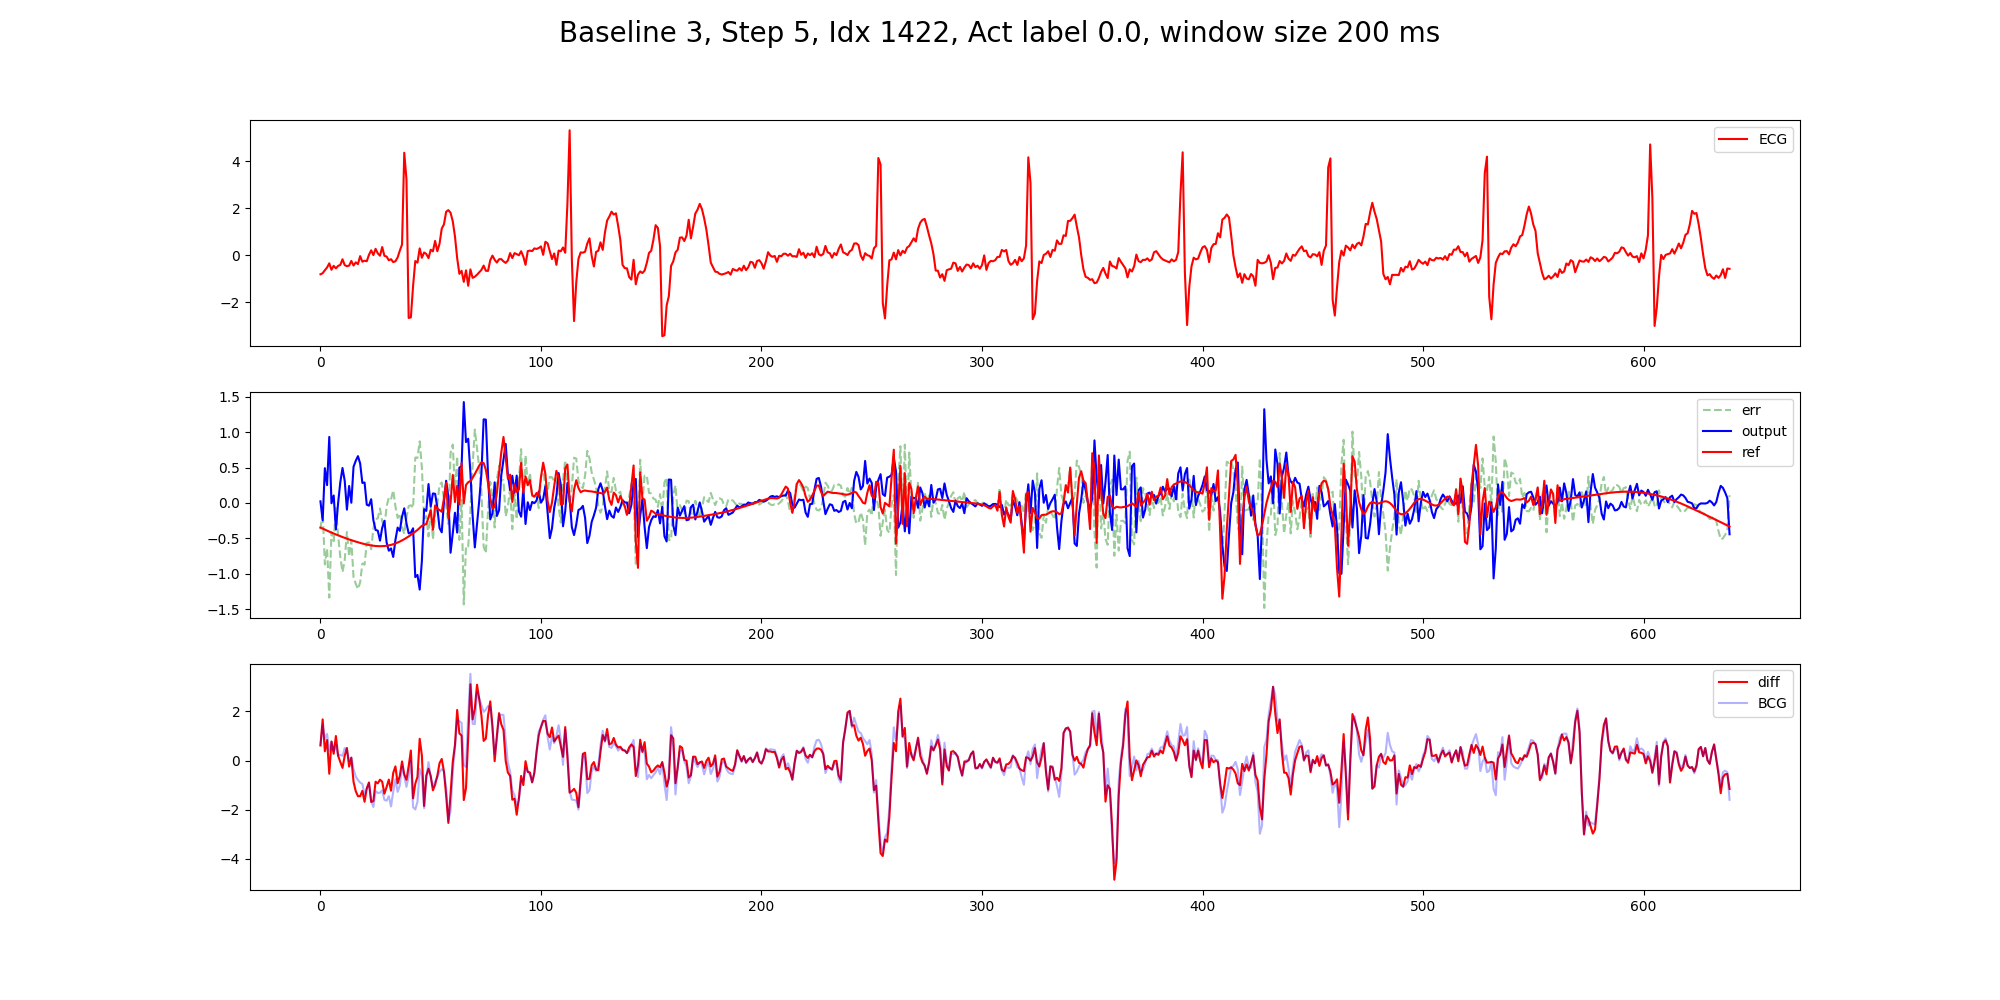 Baseline 3, Step 5, Idx 1422, Act label 0.0, window size 200 ms
ECG
4
2
0
−2
0 100 200 300 400 500 600
err
output
ref
1.5
1.0
0.5
0.0
−0.5
−1.0
−1.5
0 100 200 300 400 500 600
diff
BCG
2
0
−2
−4
0 100 200 300 400 500 600